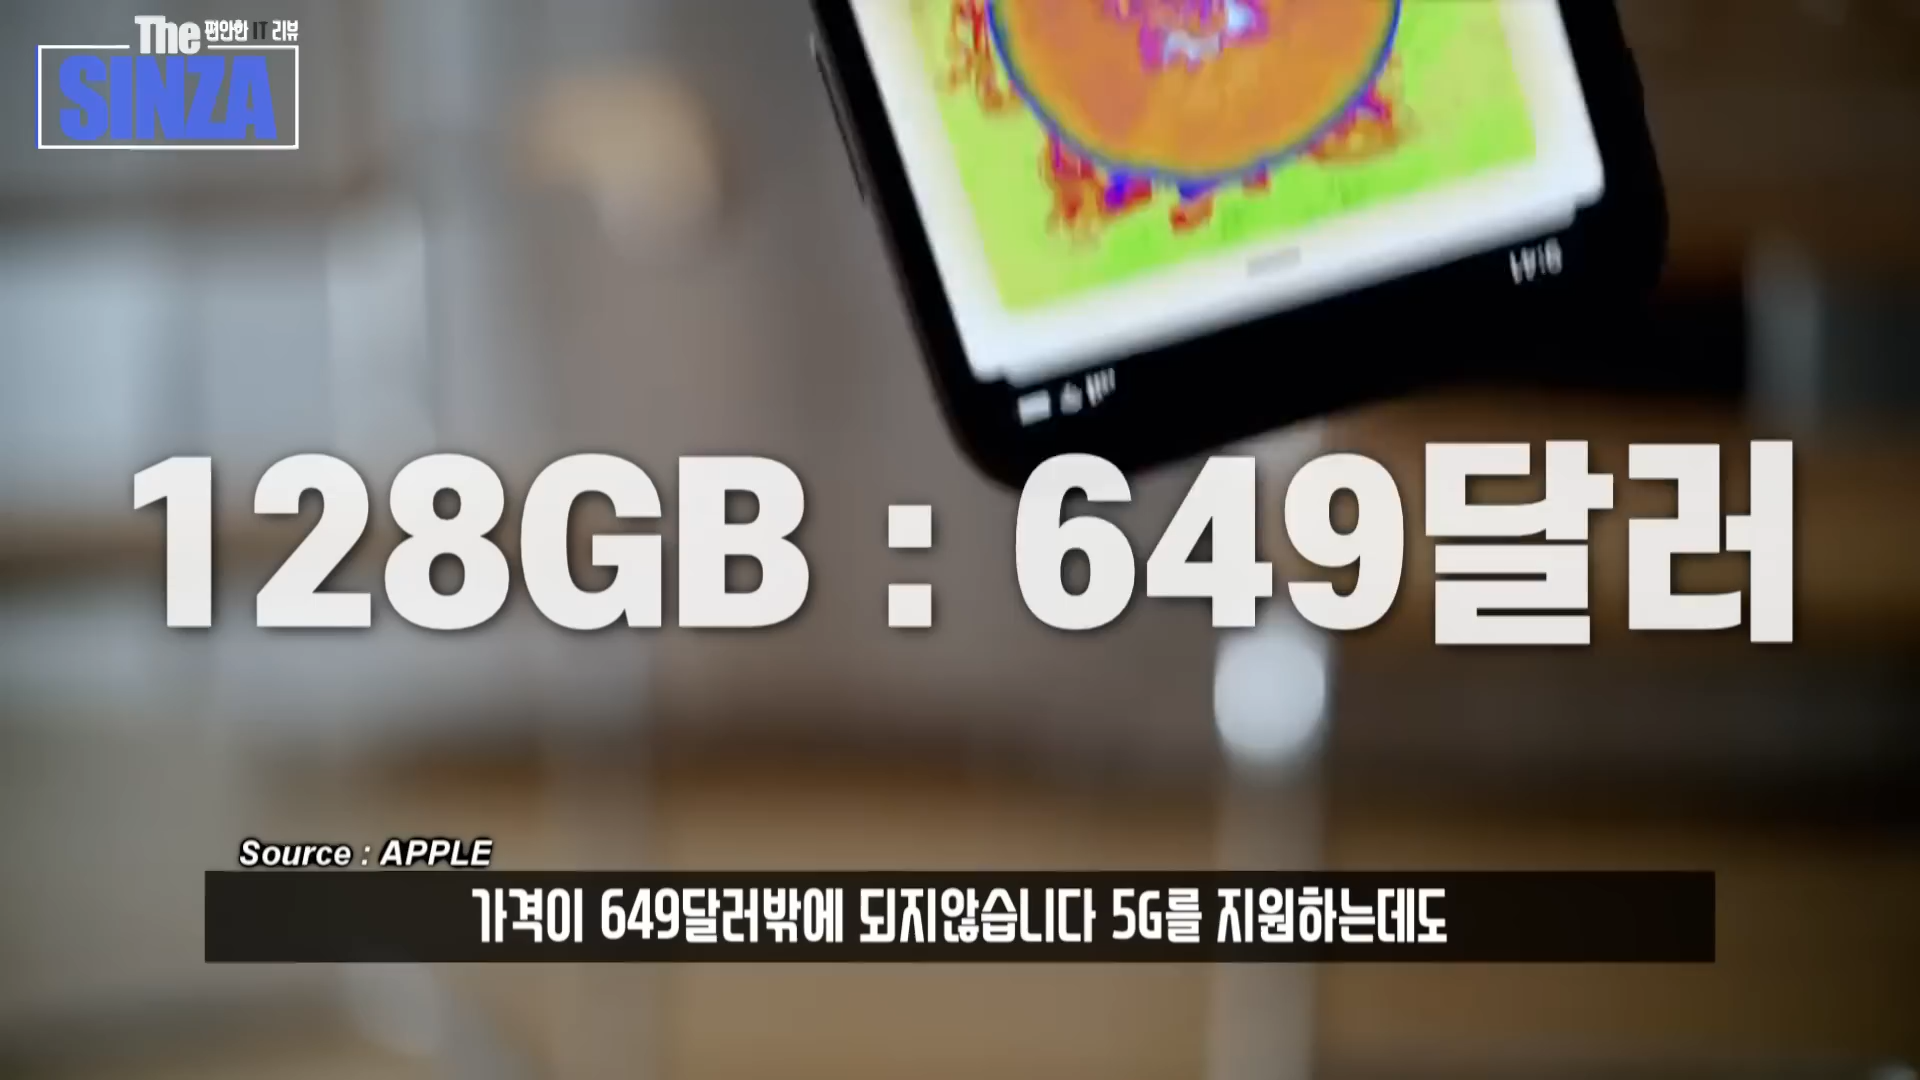 The 편안한 IT 리뷰
SINZA
128GB : 649달러
Source : APPLE
가격이 649달러밖에 되지않습니다 5G를 지원하는데도